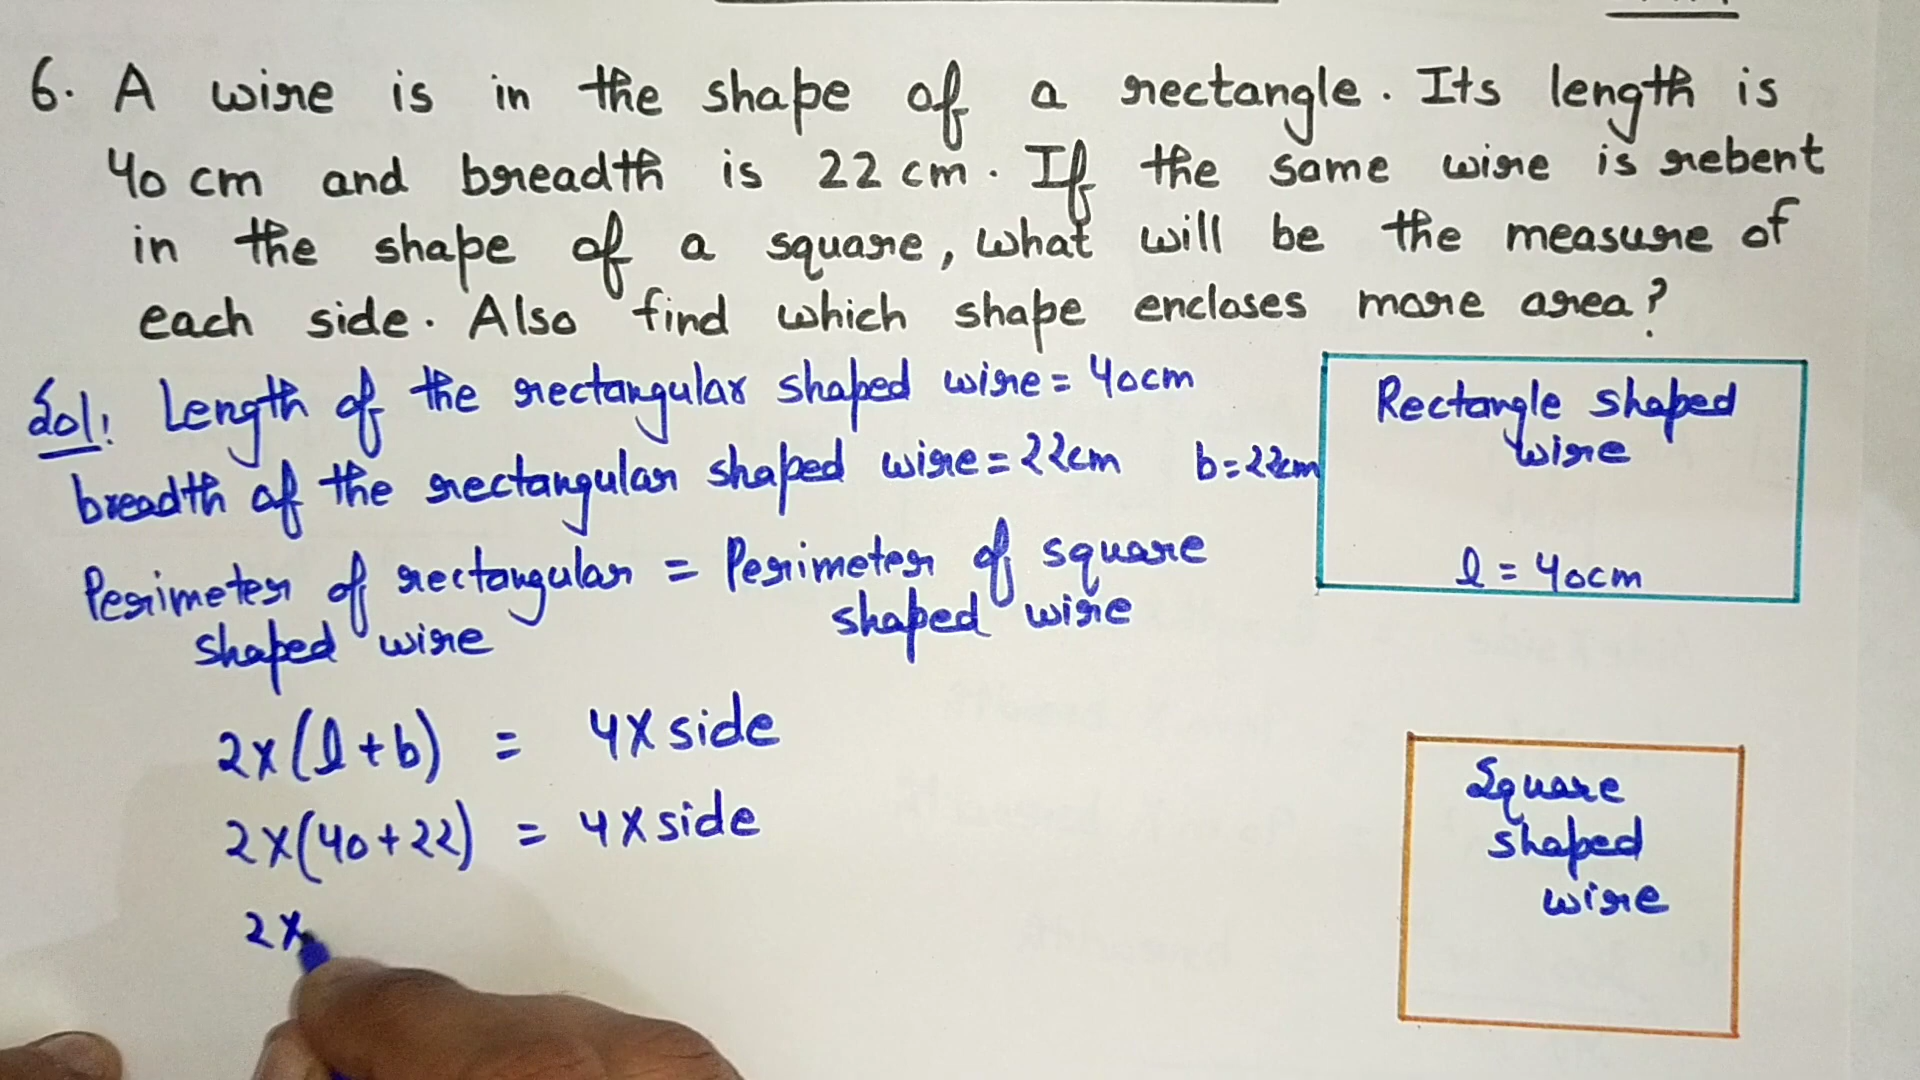 6. A wire is in the shape of a rectangle. Its length is
40 cm and breadth is 22 cm. If the same wire is rebent
in the shape of a square, what will be the measure of
each side. Also find which shape encloses more area?
Sol: Length of the rectangular shaped wire = 40cm
breadth of the rectangular shaped wire = 22cm
Perimeter of rectangular = Perimeter of square
shaped wire shaped wire
2×(l+b) = 4×side
2×(40+22) = 4×side
2×
Rectangle shaped
wire
b=22cm
l = 40cm
Square
shaped
wire